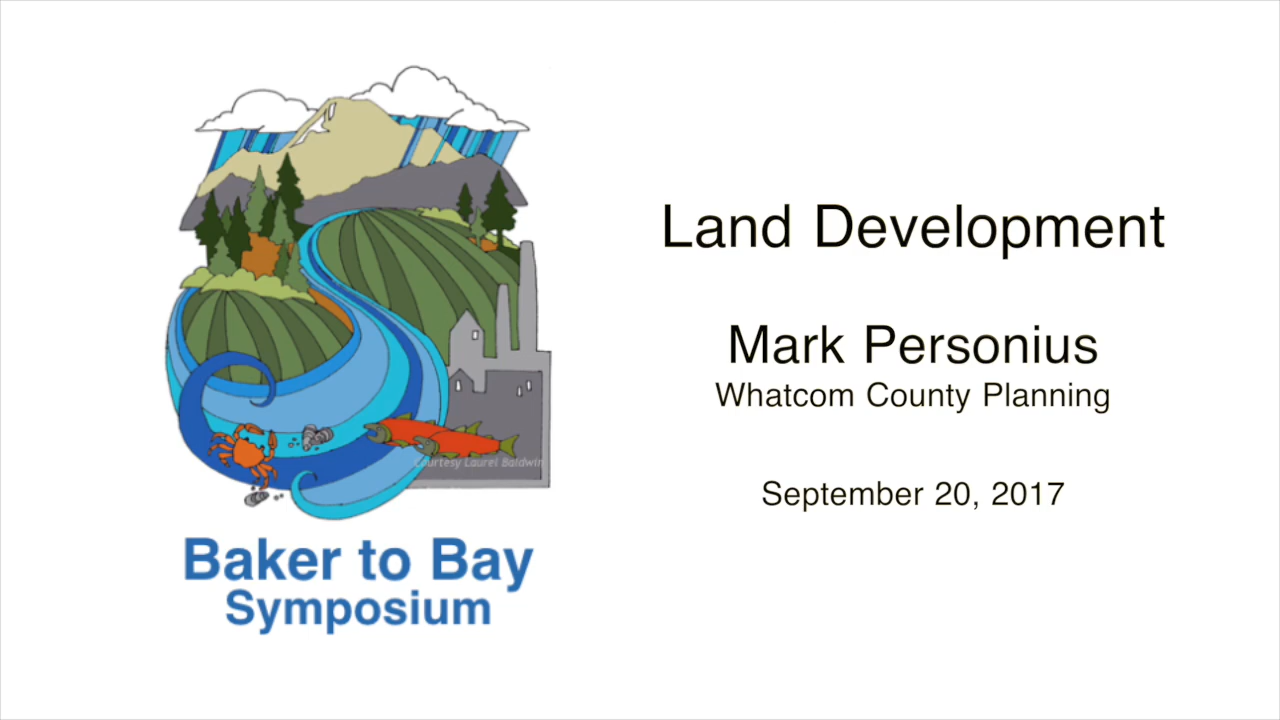 Land Development
Mark Personius
Whatcom County Planning
September 20, 2017
Courtesy Laurel Baldwin
Baker to Bay
Symposium